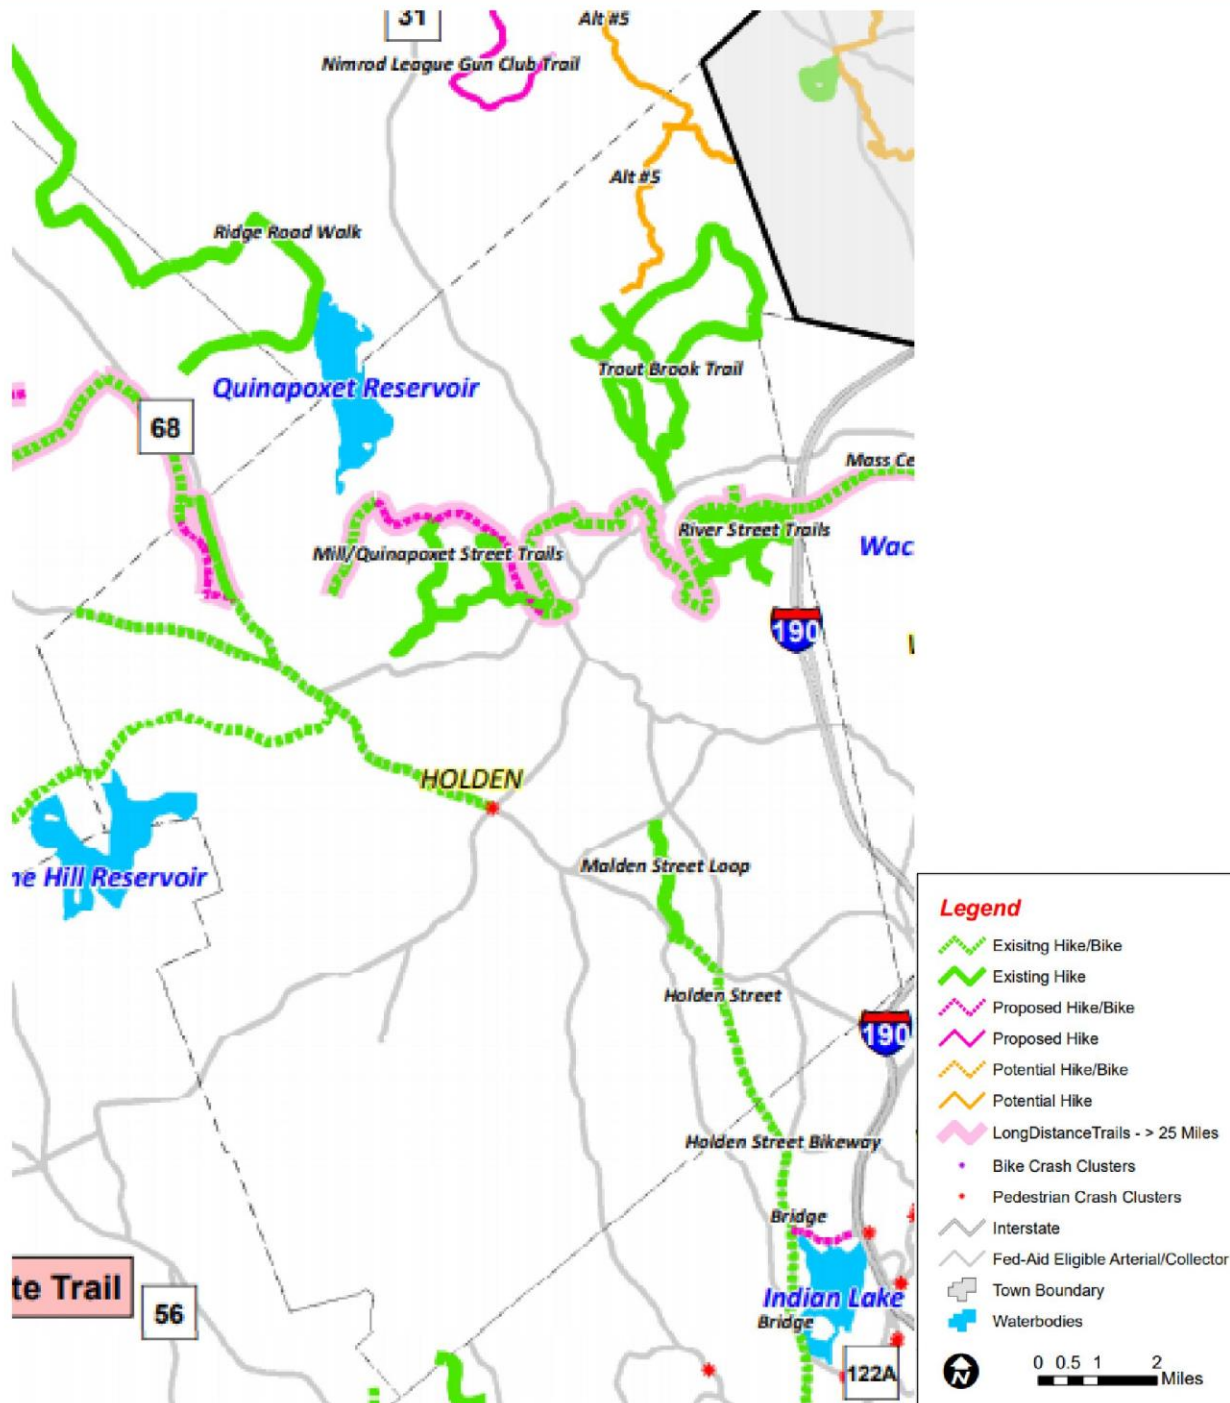 31
Alt #5
Nimrod League Gun Club Trail
Alt #5
Ridge Road Walk
Trout Brook Trail
Quinapoxet Reservoir
68
Mass Ce
River Street Trails
Mill/Quinapoxet Street Trails
Wac
190
HOLDEN
Malden Street Loop
ne Hill Reservoir
Holden Street
190
Holden Street Bikeway
Bridge
te Trail
56
Indian Lake
Bridge
122A
Legend
Exisitng Hike/Bike
Existing Hike
Proposed Hike/Bike
Proposed Hike
Potential Hike/Bike
Potential Hike
LongDistanceTrails - > 25 Miles
Bike Crash Clusters
Pedestrian Crash Clusters
Interstate
Fed-Aid Eligible Arterial/Collector
Town Boundary
Waterbodies
N
0 0.5 1 2
Miles